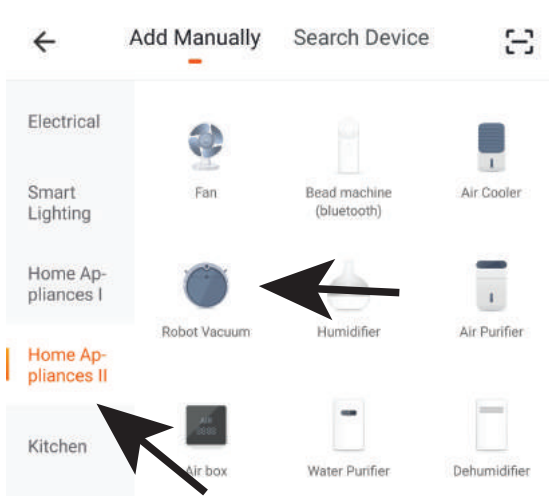 Add Manually Search Device
Electrical
Smart
Lighting
Home Ap-
pliances I
Home Ap-
pliances II
Kitchen
Fan
Bead machine
(bluetooth)
Air Cooler
Robot Vacuum
Humidifier
Air Purifier
Air box
Water Purifier
Dehumidifier